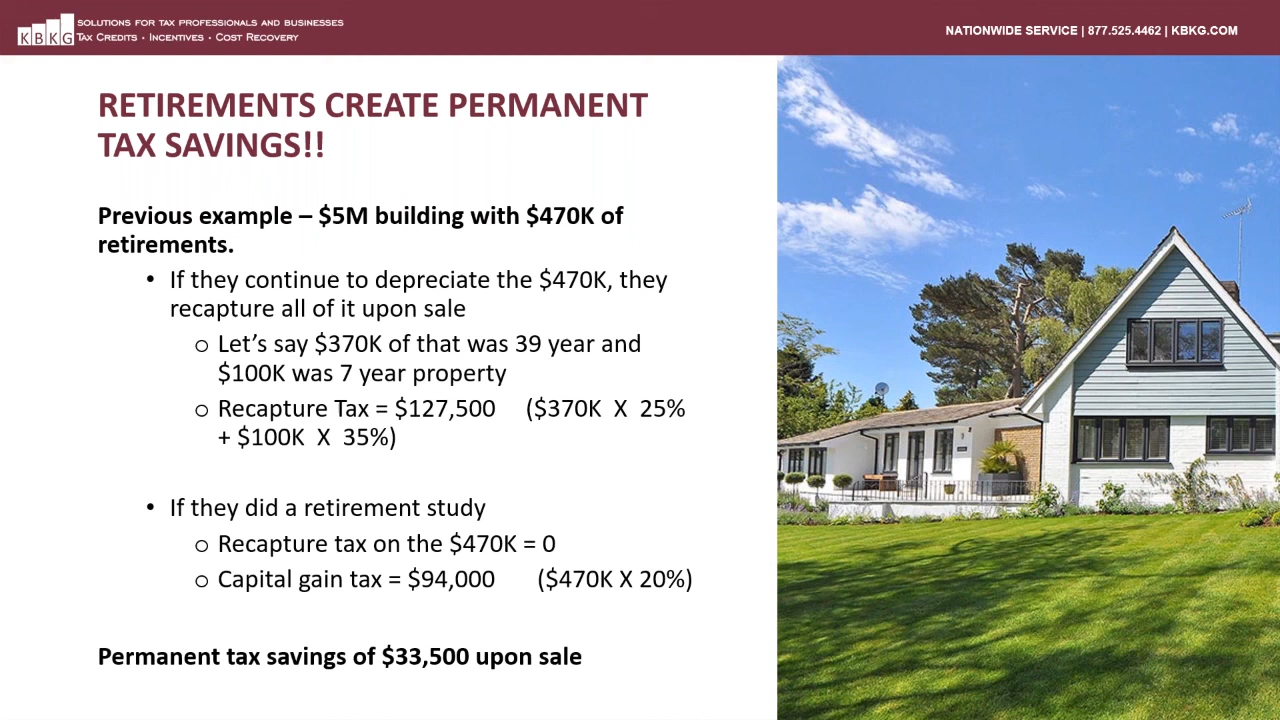 KBKG
SOLUTIONS FOR TAX PROFESSIONALS AND BUSINESSES
TAX CREDITS · INCENTIVES · COST RECOVERY
NATIONWIDE SERVICE | 877.525.4462 | KBKG.COM
RETIREMENTS CREATE PERMANENT
TAX SAVINGS!!
Previous example – $5M building with $470K of
retirements.
• If they continue to depreciate the $470K, they
recapture all of it upon sale
o Let’s say $370K of that was 39 year and
$100K was 7 year property
o Recapture Tax = $127,500 ($370K X 25%
+ $100K X 35%)
• If they did a retirement study
o Recapture tax on the $470K = 0
o Capital gain tax = $94,000 ($470K X 20%)
Permanent tax savings of $33,500 upon sale